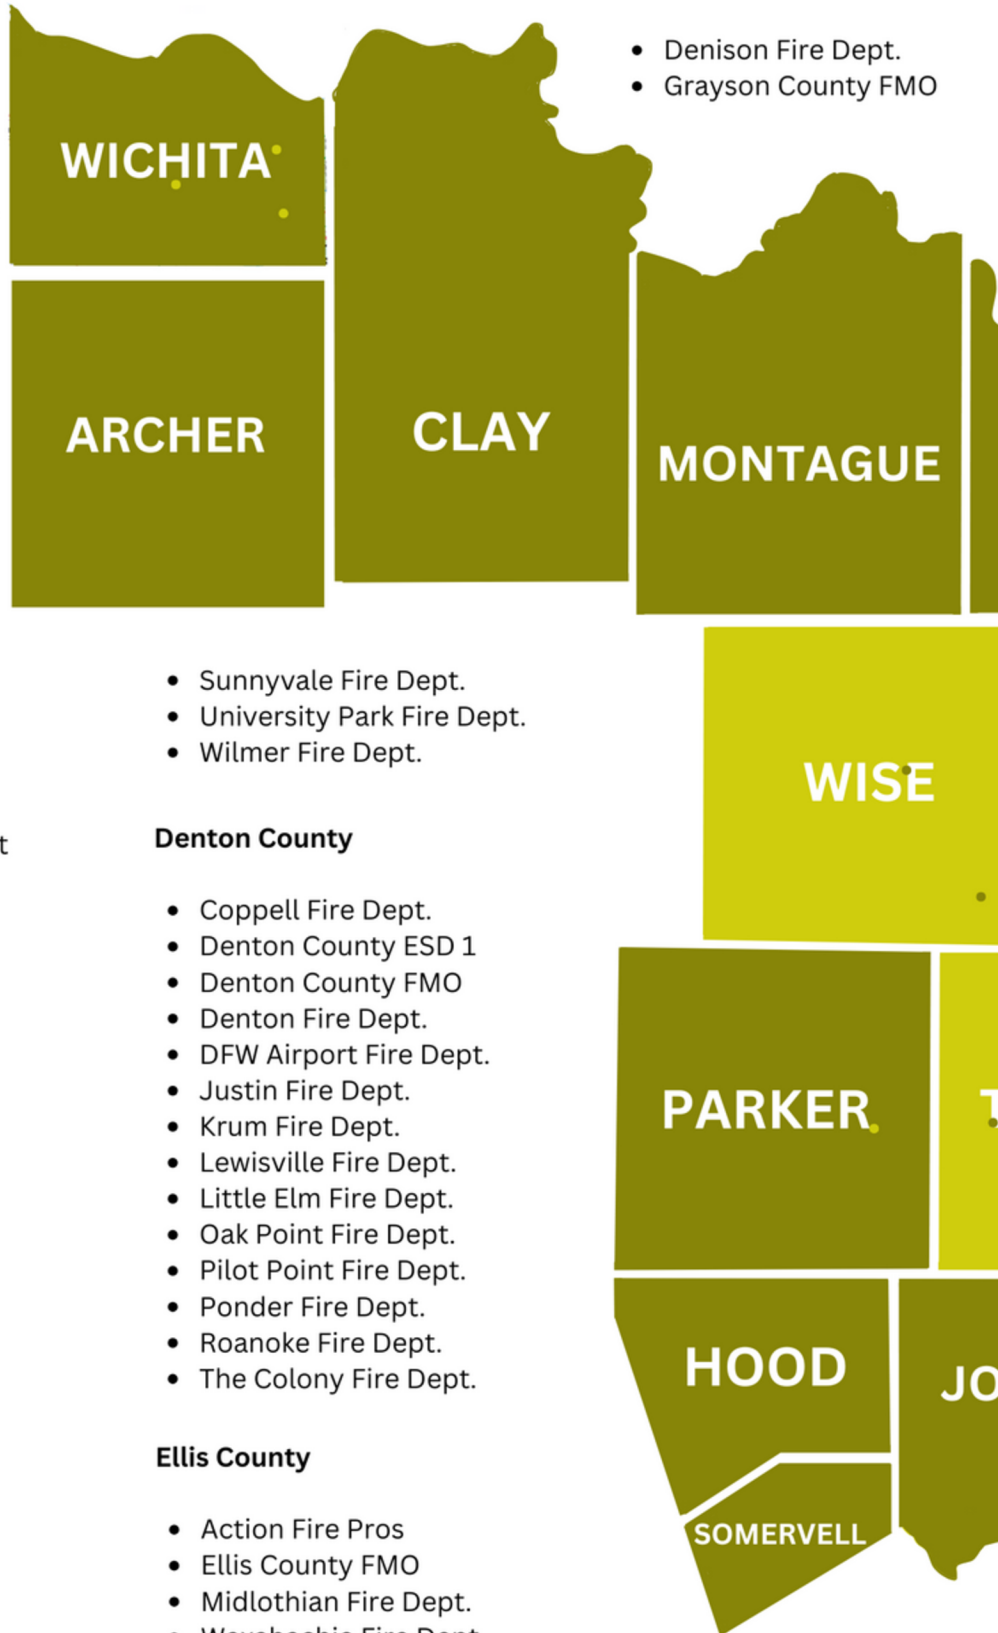 Denison Fire Dept.
Grayson County FMO
WICHITA
ARCHER
CLAY
MONTAGUE
Sunnyvale Fire Dept.
University Park Fire Dept.
Wilmer Fire Dept.
WISE
t
Denton County
Coppell Fire Dept.
Denton County ESD 1
Denton County FMO
Denton Fire Dept.
DFW Airport Fire Dept.
Justin Fire Dept.
Krum Fire Dept.
Lewisville Fire Dept.
Little Elm Fire Dept.
Oak Point Fire Dept.
Pilot Point Fire Dept.
Ponder Fire Dept.
Roanoke Fire Dept.
The Colony Fire Dept.
PARKER
T
HOOD
JO
SOMERVELL
Ellis County
Action Fire Pros
Ellis County FMO
Midlothian Fire Dept.